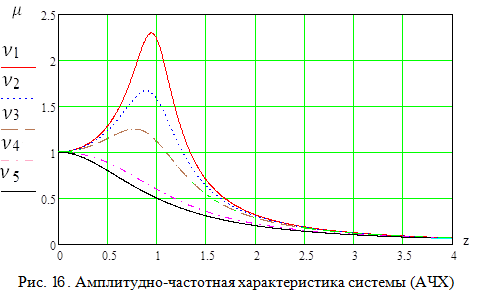 μ
ν1
ν2
ν3
ν4
ν5
2.5
2
1.5
1
0.5
0
0 0.5 1 1.5 2 2.5 3 3.5 4
z
Рис. 16. Амплитудно-частотная характеристика системы (АЧХ)